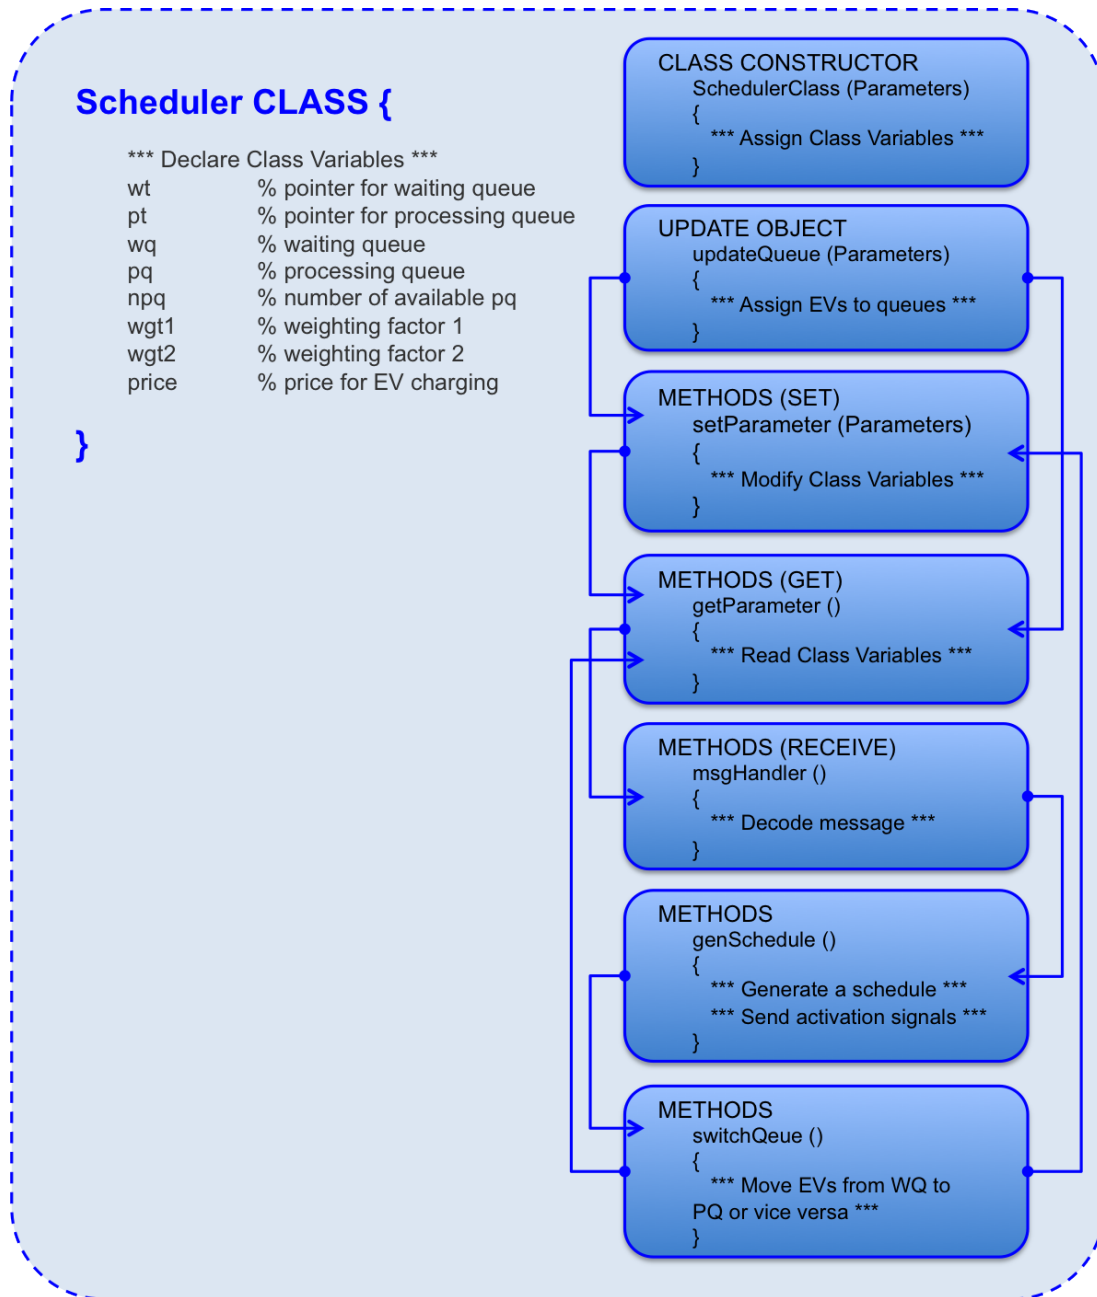 Scheduler CLASS {
*** Declare Class Variables ***
wt % pointer for waiting queue
pt % pointer for processing queue
wq % waiting queue
pq % processing queue
npq % number of available pq
wgt1 % weighting factor 1
wgt2 % weighting factor 2
price % price for EV charging
}
CLASS CONSTRUCTOR
SchedulerClass (Parameters)
{
*** Assign Class Variables ***
}
UPDATE OBJECT
updateQueue (Parameters)
{
*** Assign EVs to queues ***
}
METHODS (SET)
setParameter (Parameters)
{
*** Modify Class Variables ***
}
METHODS (GET)
getParameter ()
{
*** Read Class Variables ***
}
METHODS (RECEIVE)
msgHandler ()
{
*** Decode message ***
}
METHODS
genSchedule ()
{
*** Generate a schedule ***
*** Send activation signals ***
}
METHODS
switchQeue ()
{
*** Move EVs from WQ to
PQ or vice versa ***
}